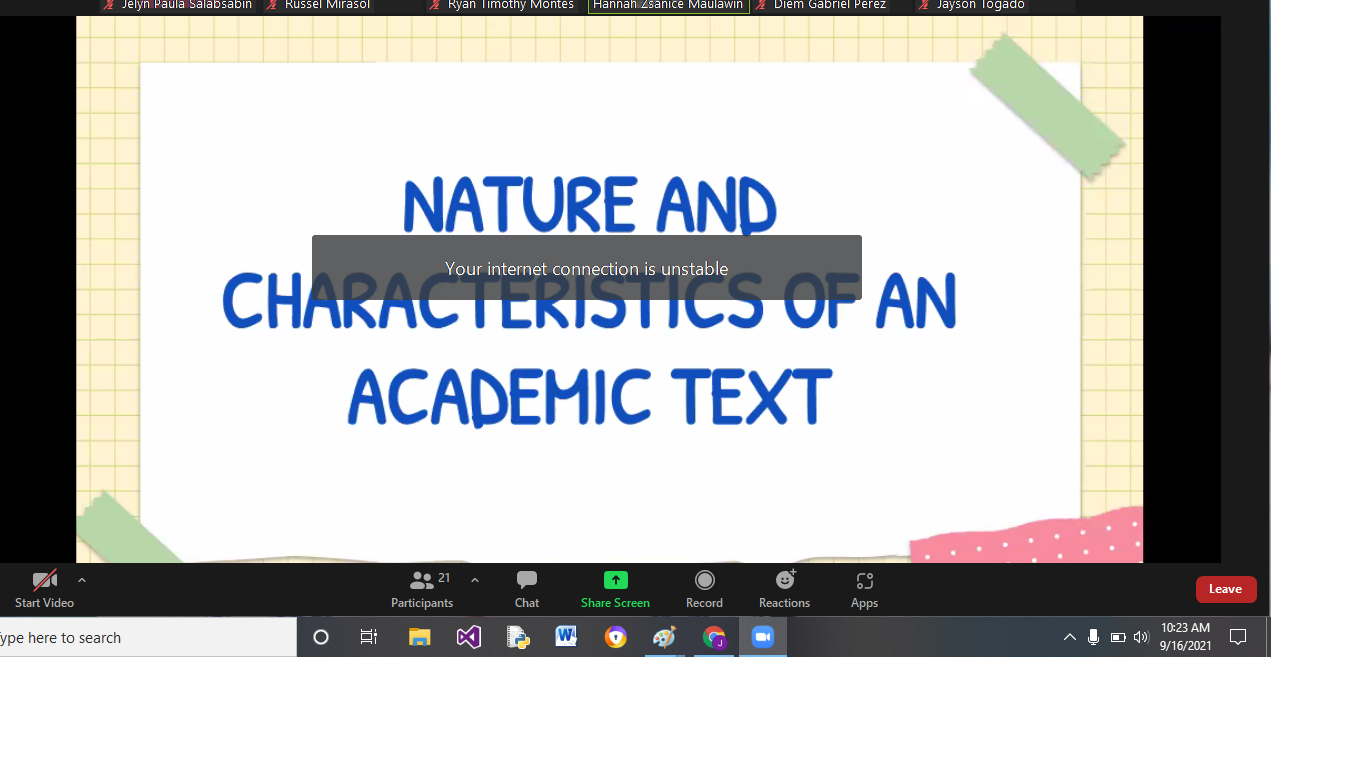 Jelyn Paula Salabsabin
Russel Mirasol
Ryan Timothy Montes
Hannah Zsanice Maulawin
Diem Gabriel Perez
Jayson Togado
NATURE AND
CHARACTERISTICS OF AN
ACADEMIC TEXT
Your internet connection is unstable
Start Video
Participants
21
Chat
Share Screen
Record
Reactions
Apps
Leave
ype here to search
10:23 AM
9/16/2021